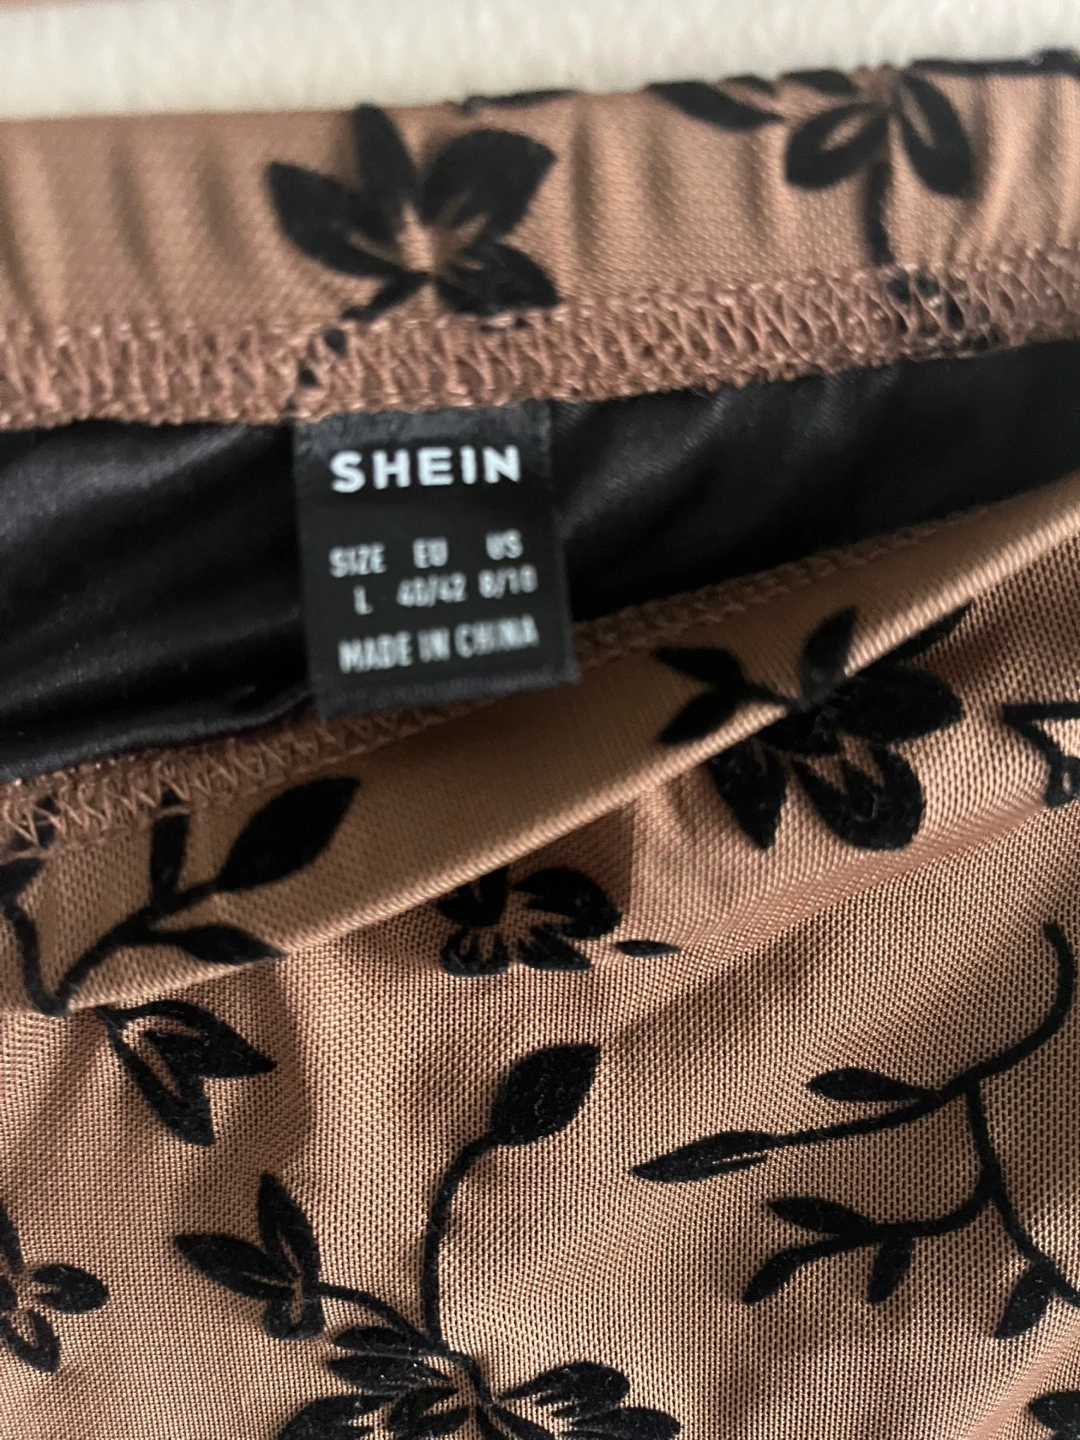 SHEIN
SIZE EU US
L 40/42 8/10
MADE IN CHINA